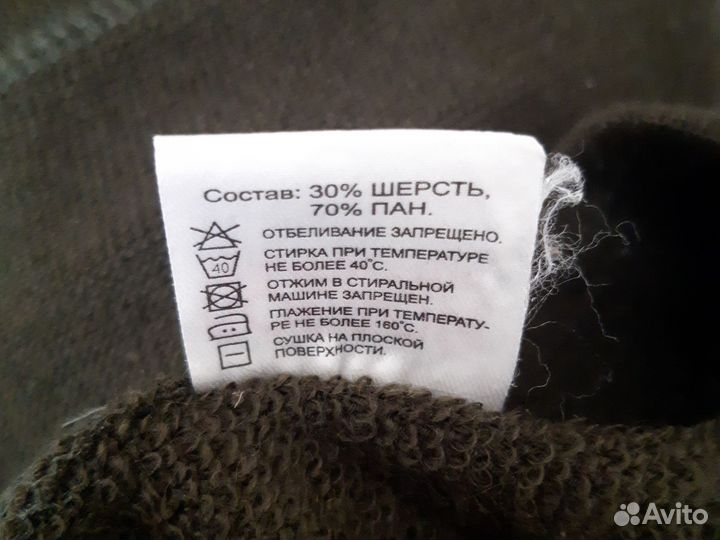 Состав: 30% ШЕРСТЬ,
70% ПАН.
ОТБЕЛИВАНИЕ ЗАПРЕЩЕНО.
40
СТИРКА ПРИ ТЕМПЕРАТУРЕ
НЕ БОЛЕЕ 40°С.
ОТЖИМ В СТИРАЛЬНОЙ
МАШИНЕ ЗАПРЕЩЕН.
ГЛАЖЕНИЕ ПРИ ТЕМПЕРАТУ-
РЕ НЕ БОЛЕЕ 160°С.
СУШКА НА ПЛОСКОЙ
ПОВЕРХНОСТИ.
Avito